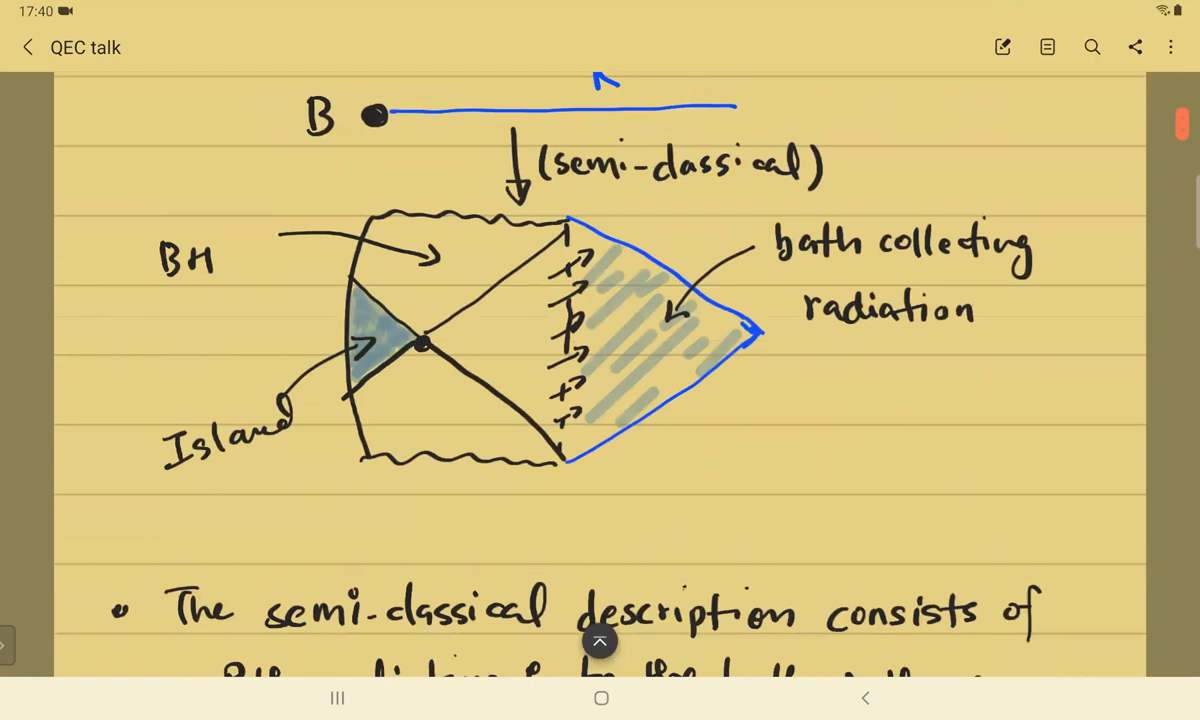 17:40
QEC talk
B
(semi-classical)
BH
bath collecting
radiation
Island
• The semi-classical description consists of